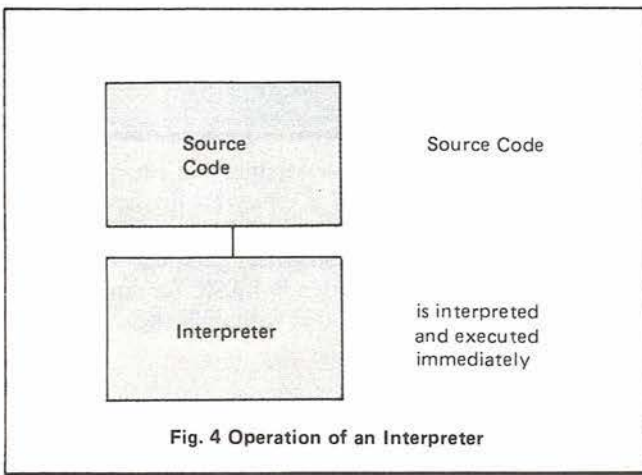 Source
Code
Source Code
Interpreter
is interpreted
and executed
immediately
Fig. 4 Operation of an Interpreter